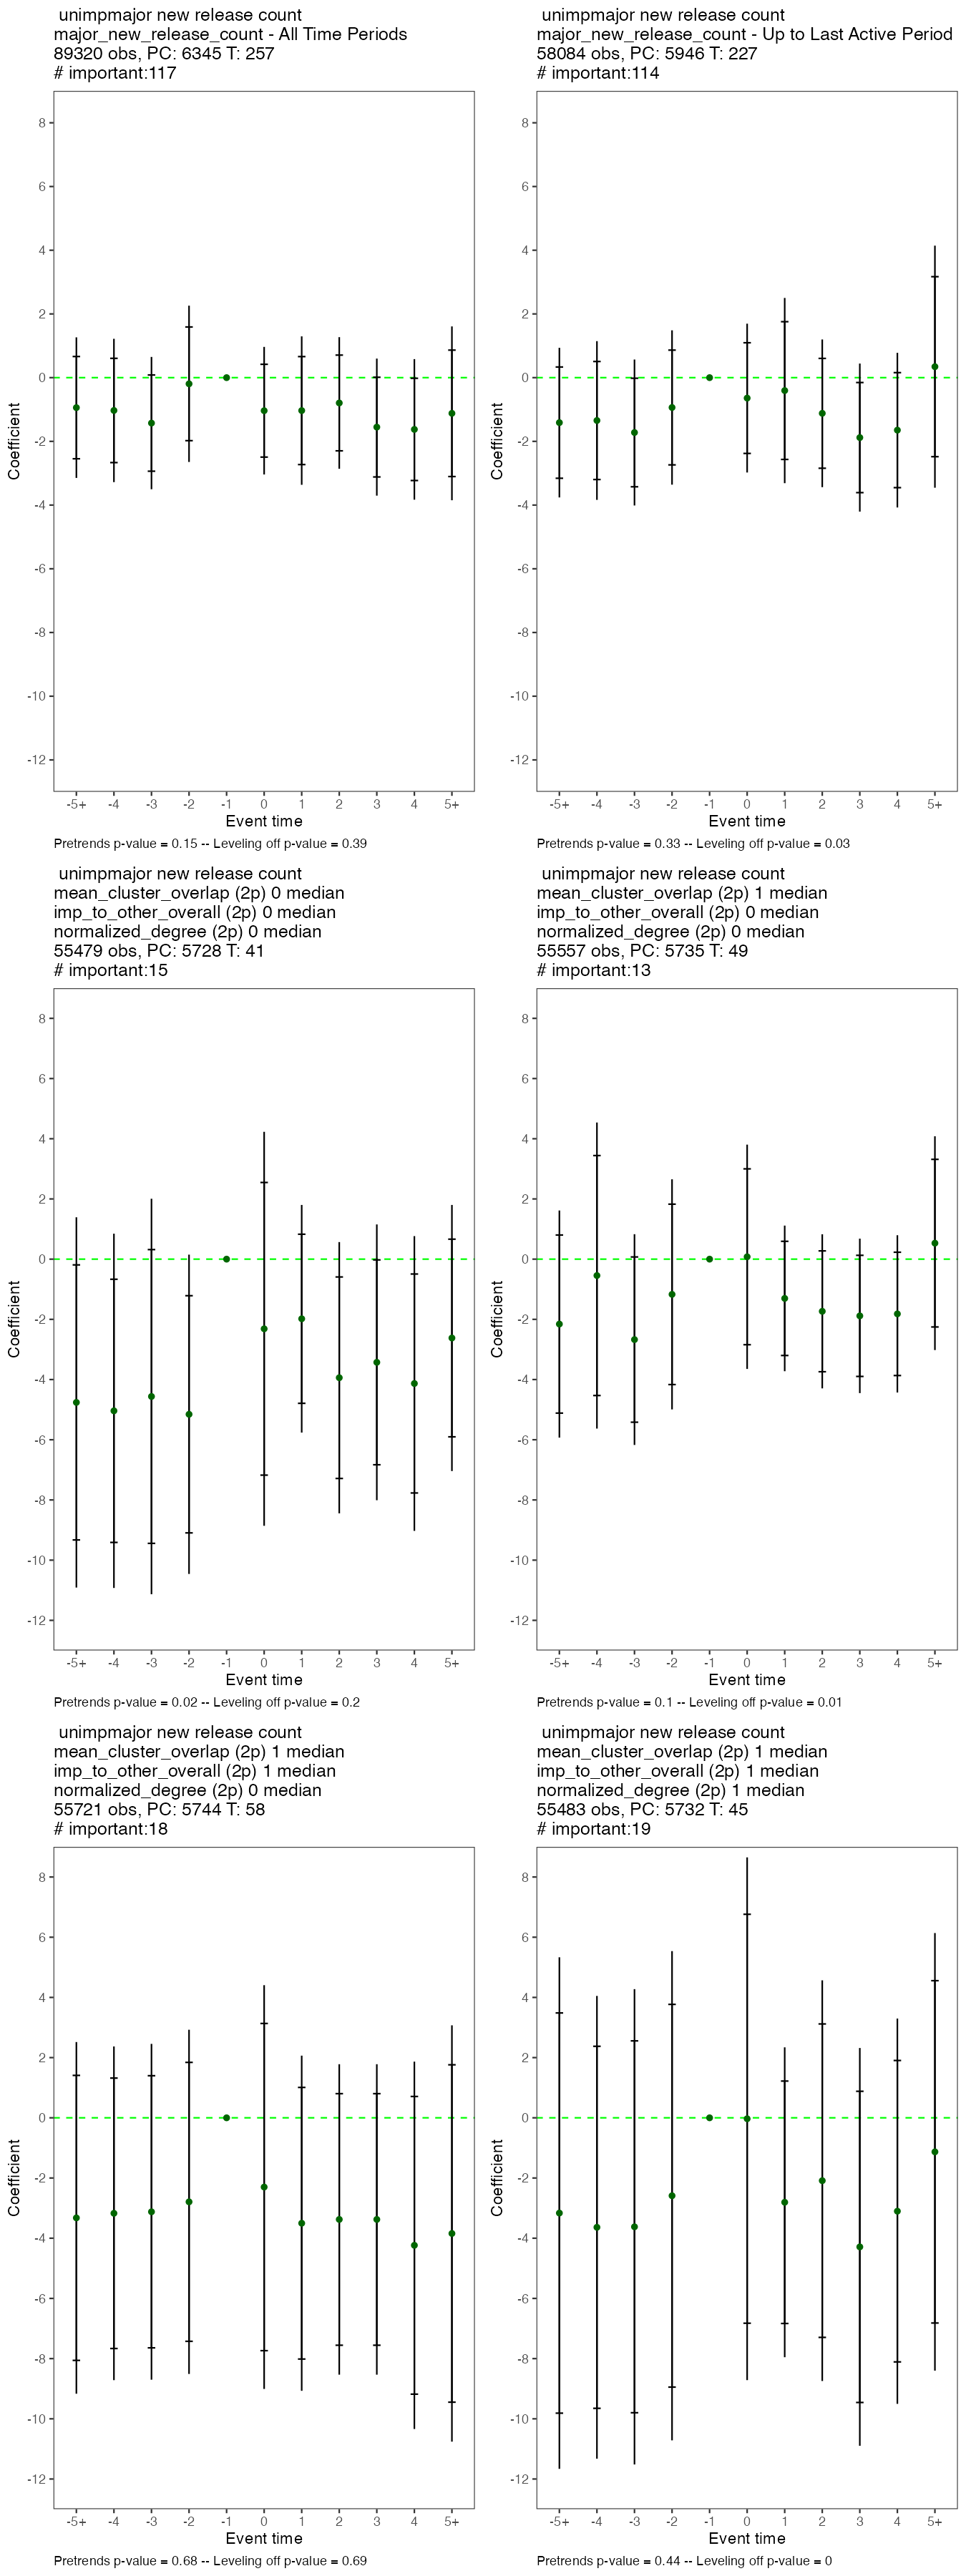 unimpmajor new release count
major_new_release_count - All Time Periods
89320 obs, PC: 6345 T: 257
# important:117
8
6
4
2
0
-2
-4
-6
-8
-10
-12
Coefficient
-5+ -4 -3 -2 -1 0 1 2 3 4 5+
Event time
Pretrends p-value = 0.15 -- Leveling off p-value = 0.39
unimpmajor new release count
major_new_release_count - Up to Last Active Period
58084 obs, PC: 5946 T: 227
# important:114
8
6
4
2
0
-2
-4
-6
-8
-10
-12
Coefficient
-5+ -4 -3 -2 -1 0 1 2 3 4 5+
Event time
Pretrends p-value = 0.33 -- Leveling off p-value = 0.03
unimpmajor new release count
mean_cluster_overlap (2p) 0 median
imp_to_other_overall (2p) 0 median
normalized_degree (2p) 0 median
55479 obs, PC: 5728 T: 41
# important:15
8
6
4
2
0
-2
-4
-6
-8
-10
-12
Coefficient
-5+ -4 -3 -2 -1 0 1 2 3 4 5+
Event time
Pretrends p-value = 0.02 -- Leveling off p-value = 0.2
unimpmajor new release count
mean_cluster_overlap (2p) 1 median
imp_to_other_overall (2p) 0 median
normalized_degree (2p) 0 median
55557 obs, PC: 5735 T: 49
# important:13
8
6
4
2
0
-2
-4
-6
-8
-10
-12
Coefficient
-5+ -4 -3 -2 -1 0 1 2 3 4 5+
Event time
Pretrends p-value = 0.1 -- Leveling off p-value = 0.01
unimpmajor new release count
mean_cluster_overlap (2p) 1 median
imp_to_other_overall (2p) 1 median
normalized_degree (2p) 0 median
55721 obs, PC: 5744 T: 58
# important:18
8
6
4
2
0
-2
-4
-6
-8
-10
-12
Coefficient
-5+ -4 -3 -2 -1 0 1 2 3 4 5+
Event time
Pretrends p-value = 0.68 -- Leveling off p-value = 0.69
unimpmajor new release count
mean_cluster_overlap (2p) 1 median
imp_to_other_overall (2p) 1 median
normalized_degree (2p) 1 median
55483 obs, PC: 5732 T: 45
# important:19
8
6
4
2
0
-2
-4
-6
-8
-10
-12
Coefficient
-5+ -4 -3 -2 -1 0 1 2 3 4 5+
Event time
Pretrends p-value = 0.44 -- Leveling off p-value = 0